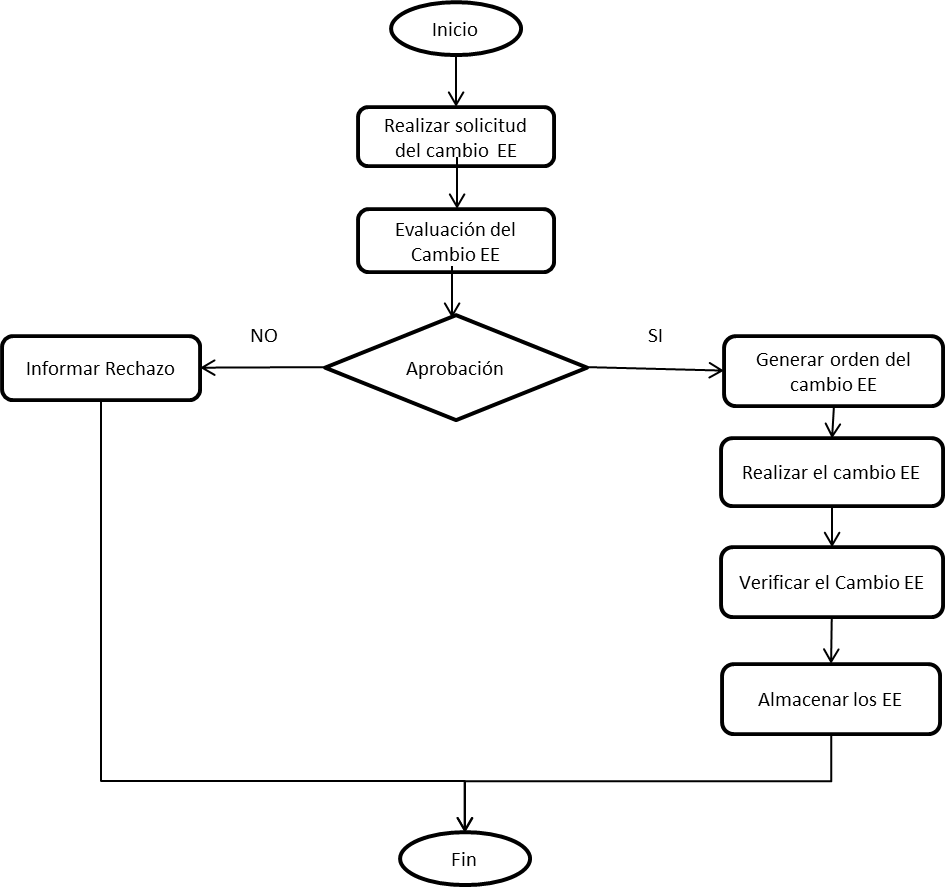 Inicio
Realizar solicitud
del cambio EE
Evaluación del
Cambio EE
NO
SI
Informar Rechazo
Aprobación
Generar orden del
cambio EE
Realizar el cambio EE
Verificar el Cambio EE
Almacenar los EE
Fin